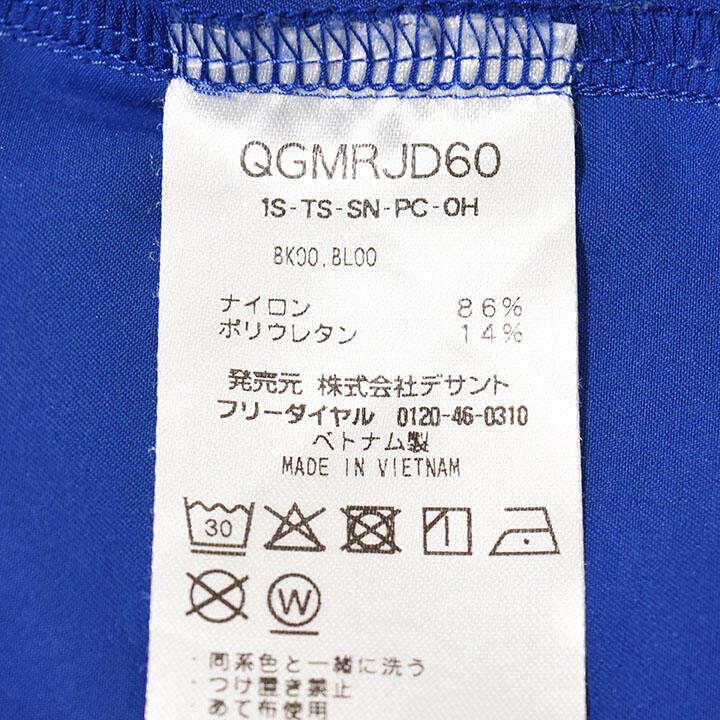 QGMRJD60
1S-TS-SN-PC-OH
BK00.BL00
ナイロン 86%
ポリウレタン 14%
発売元 株式会社デサント
フリーダイヤル 0120-46-0310
ベトナム製
MADE IN VIETNAM
30
W
・同系色と一緒に洗う
・つけ置き禁止
・あて布使用